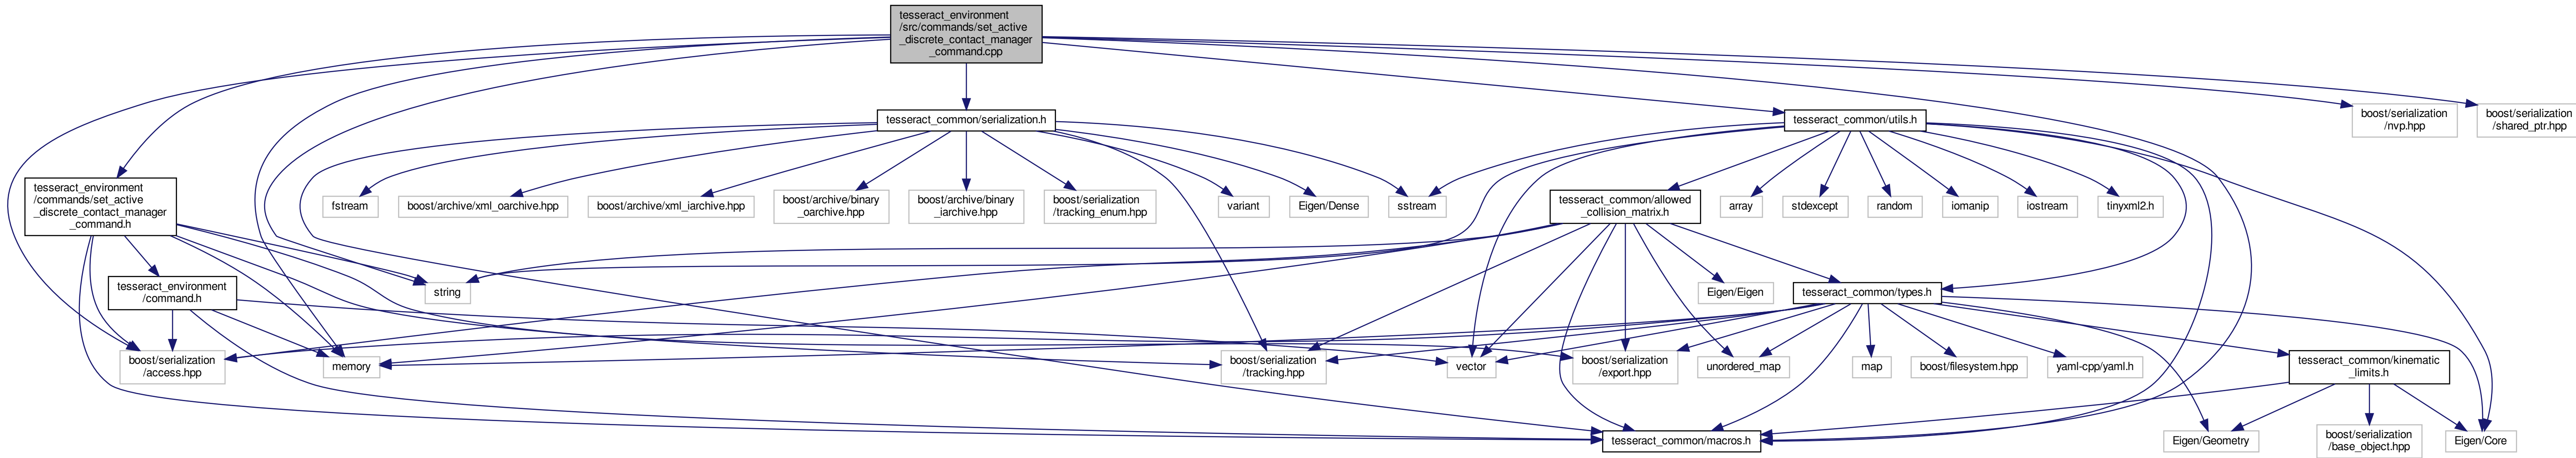 tesseract_environment
/src/commands/set_active
_discrete_contact_manager
_command.cpp
tesseract_common/serialization.h
tesseract_common/utils.h
boost/serialization
/nvp.hpp
boost/serialization
/shared_ptr.hpp
tesseract_environment
/commands/set_active
_discrete_contact_manager
_command.h
fstream
boost/archive/xml_oarchive.hpp
boost/archive/xml_iarchive.hpp
boost/archive/binary
_oarchive.hpp
boost/archive/binary
_iarchive.hpp
boost/serialization
/tracking_enum.hpp
variant
Eigen/Dense
sstream
tesseract_common/allowed
_collision_matrix.h
array
stdexcept
random
iomanip
iostream
tinyxml2.h
tesseract_environment
/command.h
string
Eigen/Eigen
tesseract_common/types.h
boost/serialization
/access.hpp
memory
boost/serialization
/tracking.hpp
vector
boost/serialization
/export.hpp
unordered_map
map
boost/filesystem.hpp
yaml-cpp/yaml.h
tesseract_common/kinematic
_limits.h
tesseract_common/macros.h
Eigen/Geometry
boost/serialization
/base_object.hpp
Eigen/Core